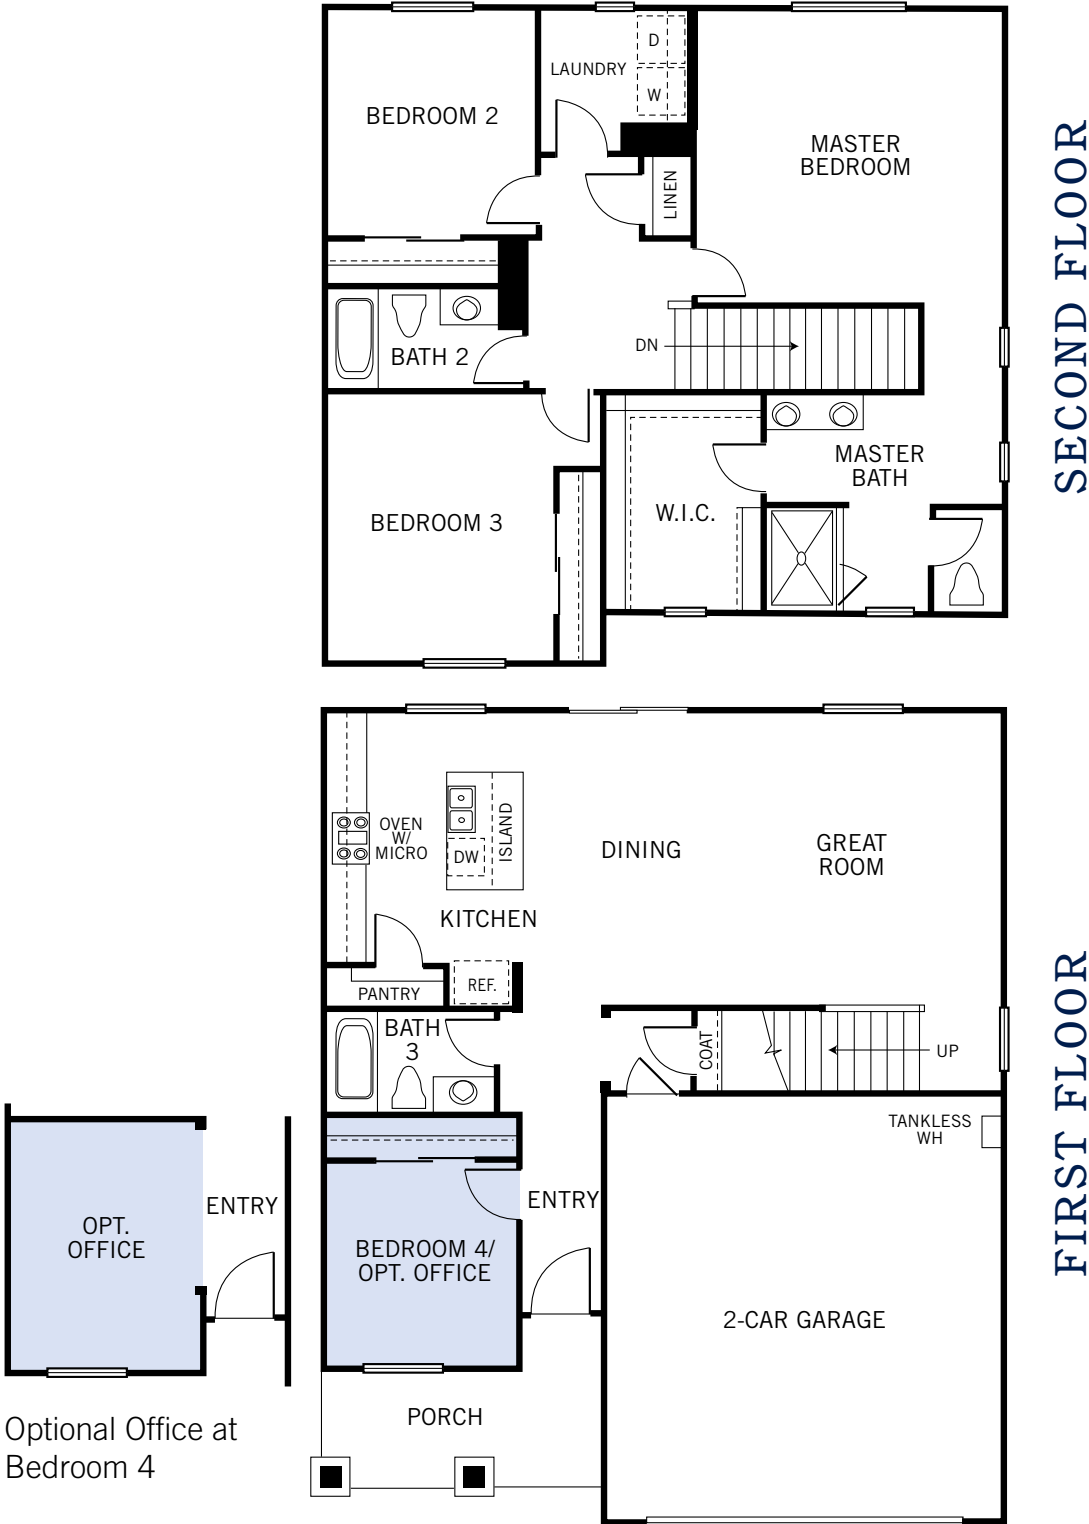 SECOND FLOOR
BEDROOM 2
LAUNDRY
D
W
LINEN
MASTER
BEDROOM
BATH 2
DN
BEDROOM 3
W.I.C.
MASTER
BATH
FIRST FLOOR
OVEN
W/
MICRO
DW
ISLAND
KITCHEN
DINING
GREAT
ROOM
PANTRY
REF.
BATH
3
COAT
UP
TANKLESS
WH
ENTRY
BEDROOM 4/
OPT. OFFICE
2-CAR GARAGE
PORCH
OPT.
OFFICE
ENTRY
Optional Office at
Bedroom 4